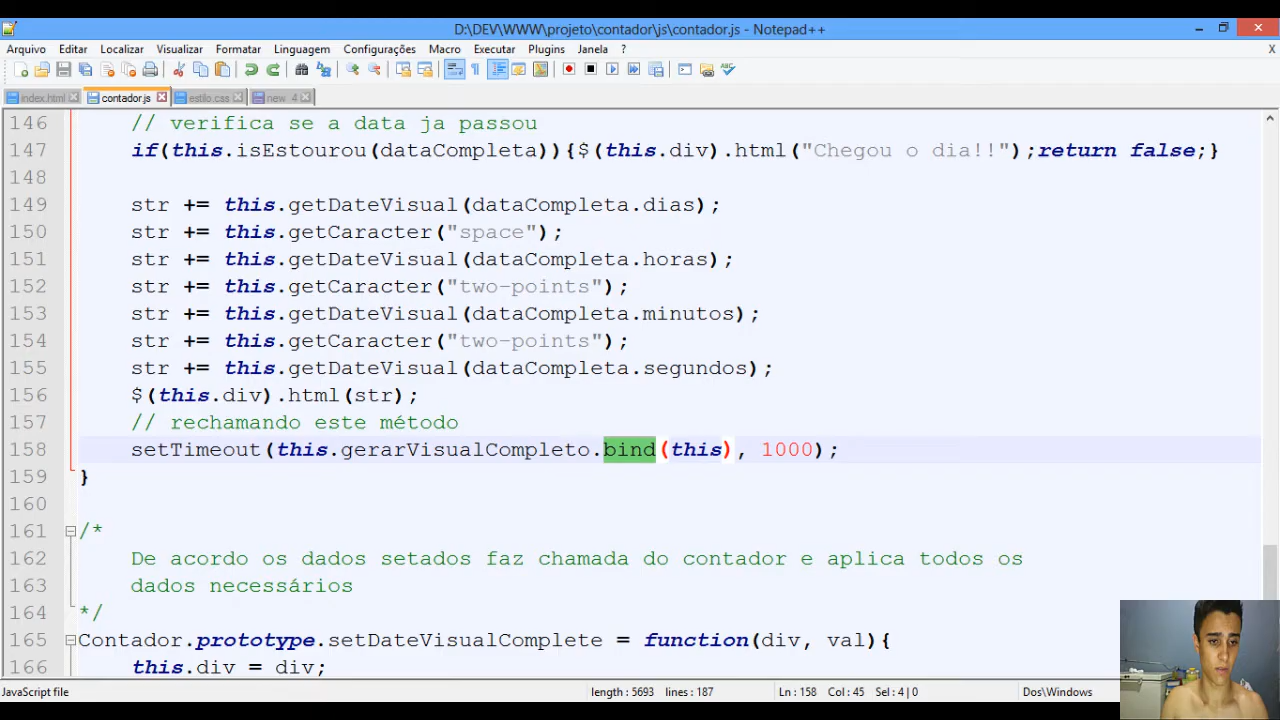 D:\DEV\WWW\projeto\contador\js\contador.js - Notepad++
Arquivo Editar Localizar Visualizar Formatar Linguagem Configurações Macro Executar Plugins Janela ? X
index.html contador.js estilo.css new 4
146 // verifica se a data ja passou
147 if(this.isEstourou(dataCompleta)){$(this.div).html("Chegou o dia!!");return false;}
148
149 str += this.getDateVisual(dataCompleta.dias);
150 str += this.getCaracter("space");
151 str += this.getDateVisual(dataCompleta.horas);
152 str += this.getCaracter("two-points");
153 str += this.getDateVisual(dataCompleta.minutos);
154 str += this.getCaracter("two-points");
155 str += this.getDateVisual(dataCompleta.segundos);
156 $(this.div).html(str);
157 // rechamando este método
158 setTimeout(this.gerarVisualCompleto.bind(this), 1000);
159 }
160
161 /*
162 De acordo os dados setados faz chamada do contador e aplica todos os
163 dados necessários
164 */
165 Contador.prototype.setDateVisualComplete = function(div, val){
166 this.div = div;
JavaScript file length : 5693 lines : 187 Ln : 158 Col : 45 Sel : 4 | 0 Dos\Windows